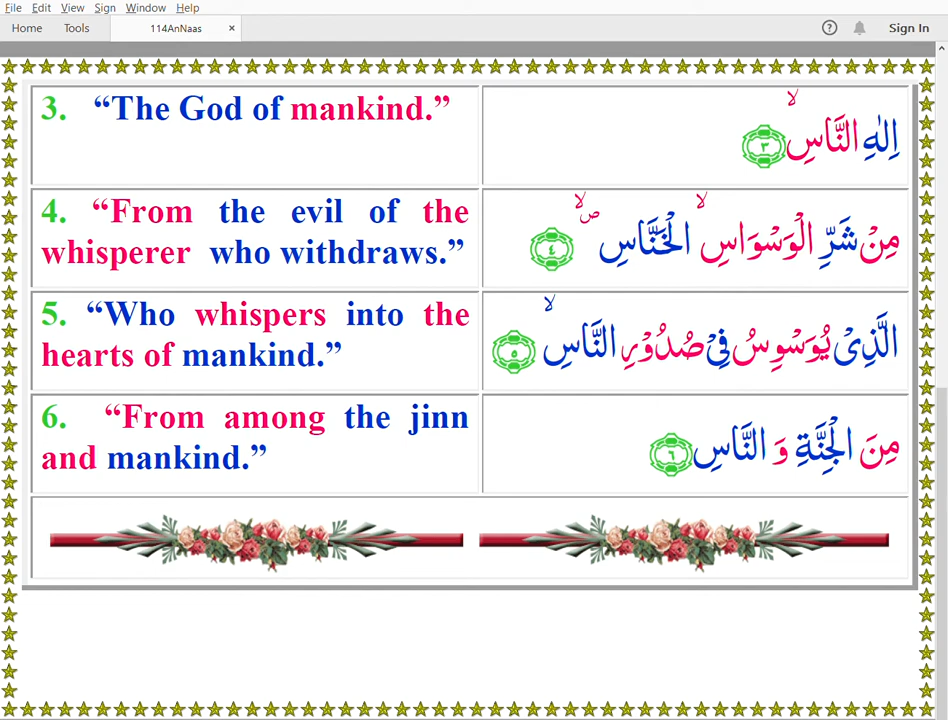 File Edit View Sign Window Help
Home Tools 114AnNaas × ? Sign In
3. “The God of mankind.”
اِلٰهِ النَّاسِۙ ۳
4. “From the evil of the
whisperer who withdraws.”
مِنْ شَرِّ الْوَسْوَاسِۙ الْخَنَّاسِۙص ٤
5. “Who whispers into the
hearts of mankind.”
الَّذِىْ يُوَسْوِسُ فِىْ صُدُوْرِ النَّاسِۙ ٥
6. “From among the jinn
and mankind.”
مِنَ الْجِنَّةِ وَ النَّاسِ ٦